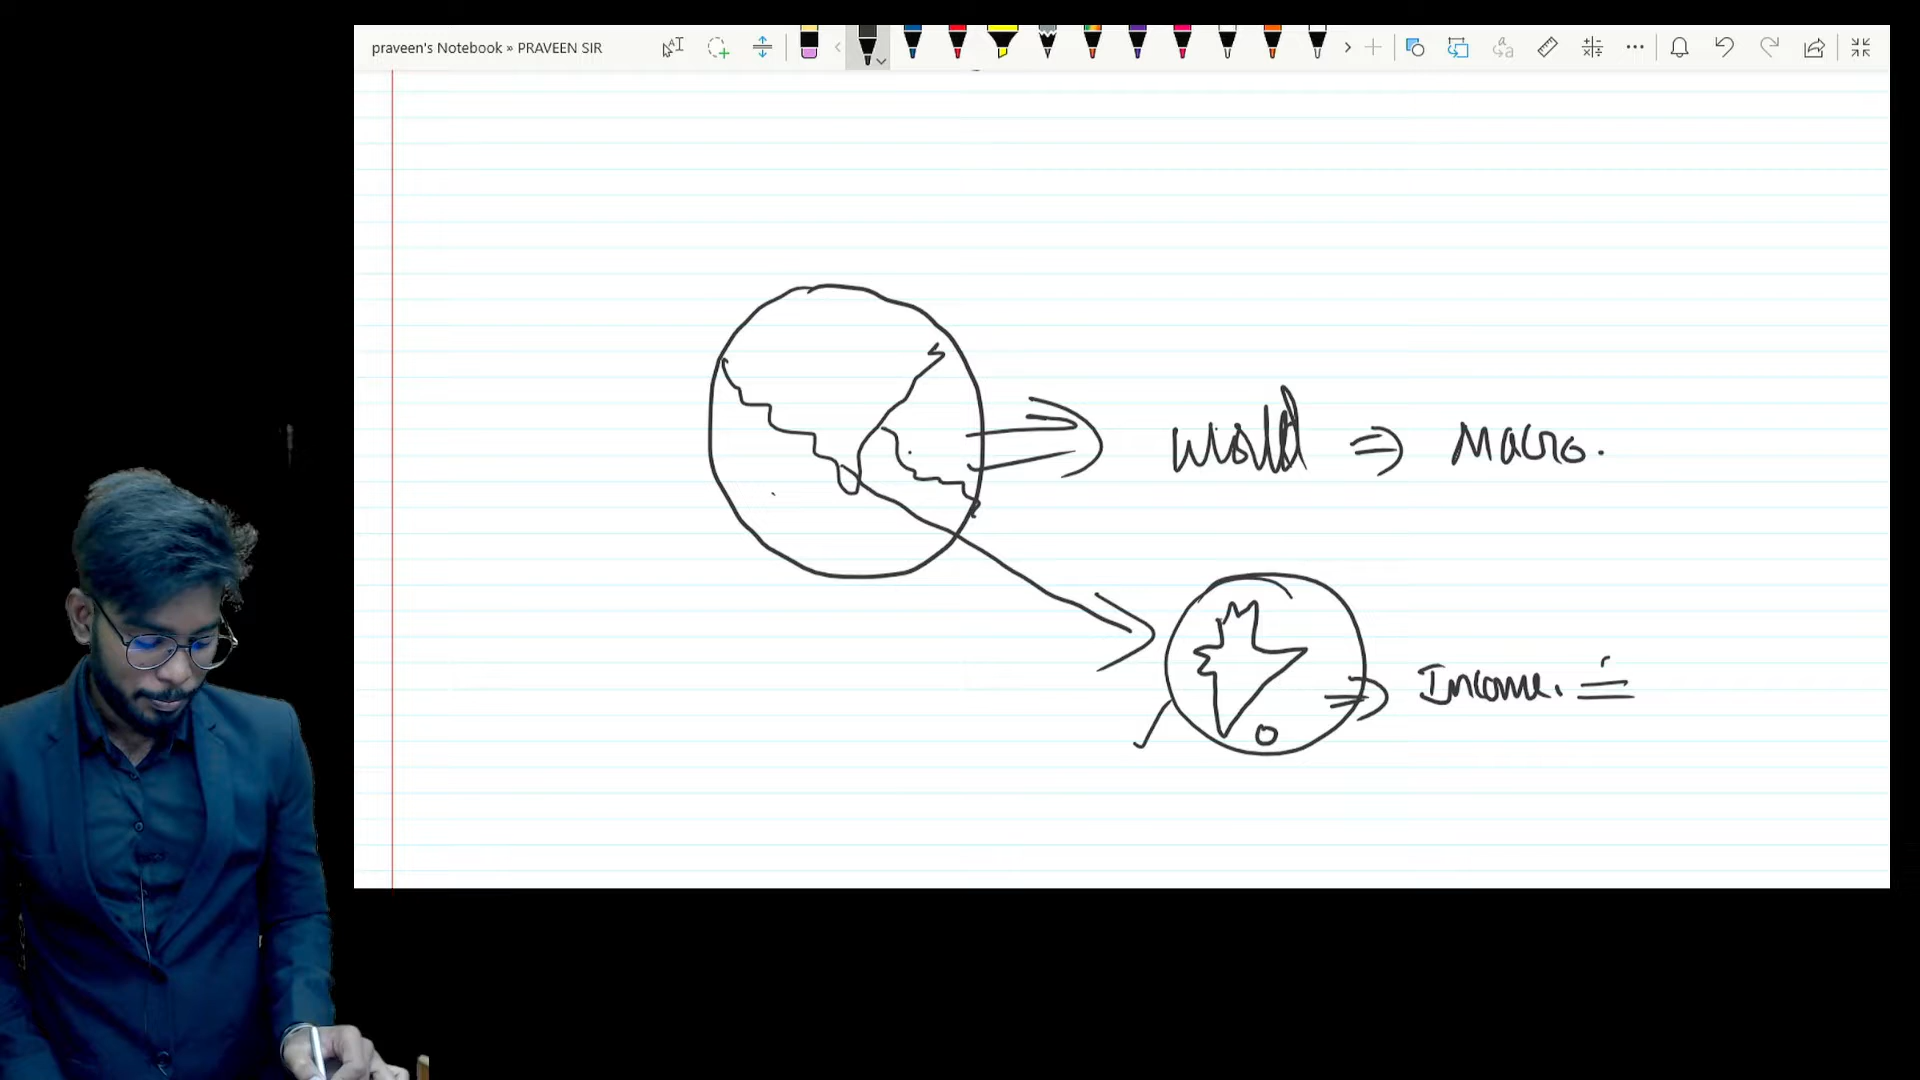 praveen's Notebook » PRAVEEN SIR
World ⇒ Macro.
Income. =